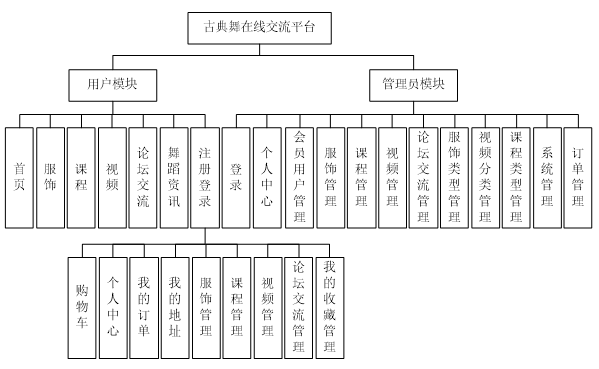 古典舞在线交流平台
用户模块
管理员模块
首页
服饰
课程
视频
论坛交流
舞蹈资讯
注册登录
登录
个人中心
会员用户管理
服饰管理
课程管理
视频管理
论坛交流管理
服饰类型管理
视频分类管理
课程类型管理
系统管理
订单管理
购物车
个人中心
我的订单
我的地址
服饰管理
课程管理
视频管理
论坛交流管理
我的收藏管理